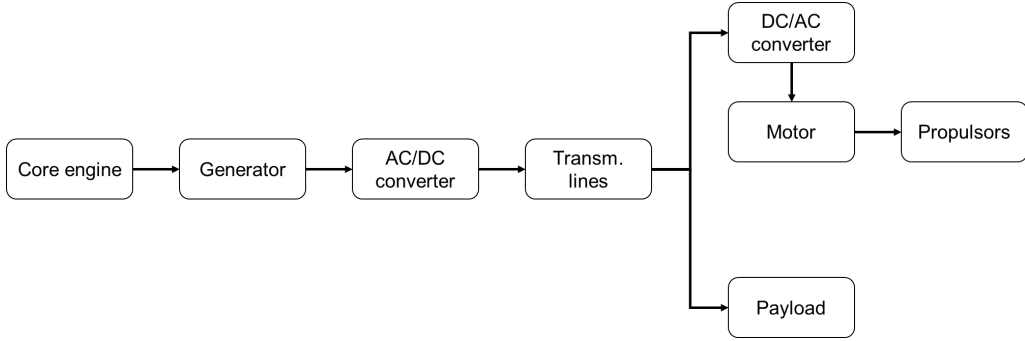 Core engine
Generator
AC/DC
converter
Transm.
lines
DC/AC
converter
Motor
Propulsors
Payload